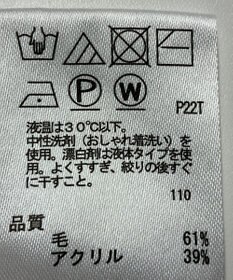 P
W
P22T
液温は30℃以下。
中性洗剤(おしゃれ着洗い)を
使用。漂白剤は液体タイプを使
用。よくすすぎ、絞りの後すぐ
に干すこと。
110
品質
毛 61%
アクリル 39%